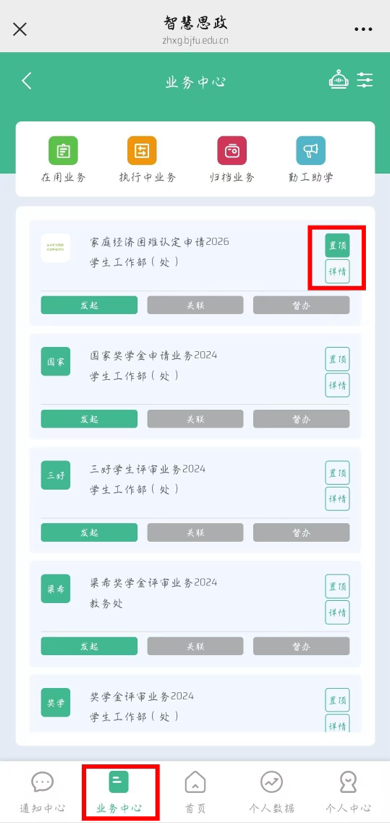 智慧思政
zhxg.bjfu.edu.cn
业务中心
在用业务 执行中业务 归档业务 勤工助学
家庭经济困难认定申请2026 置顶
学生工作部（处） 详情
发起 关联 督办
国家 国家奖学金申请业务2024 置顶
学生工作部（处） 详情
发起 关联 督办
三好 三好学生评审业务2024 置顶
学生工作部（处） 详情
发起 关联 督办
梁希 梁希奖学金评审业务2024 置顶
教务处 详情
发起 关联 督办
奖学 奖学金评审业务2024 置顶
学生工作部（处） 详情
通知中心 业务中心 首页 个人数据 个人中心